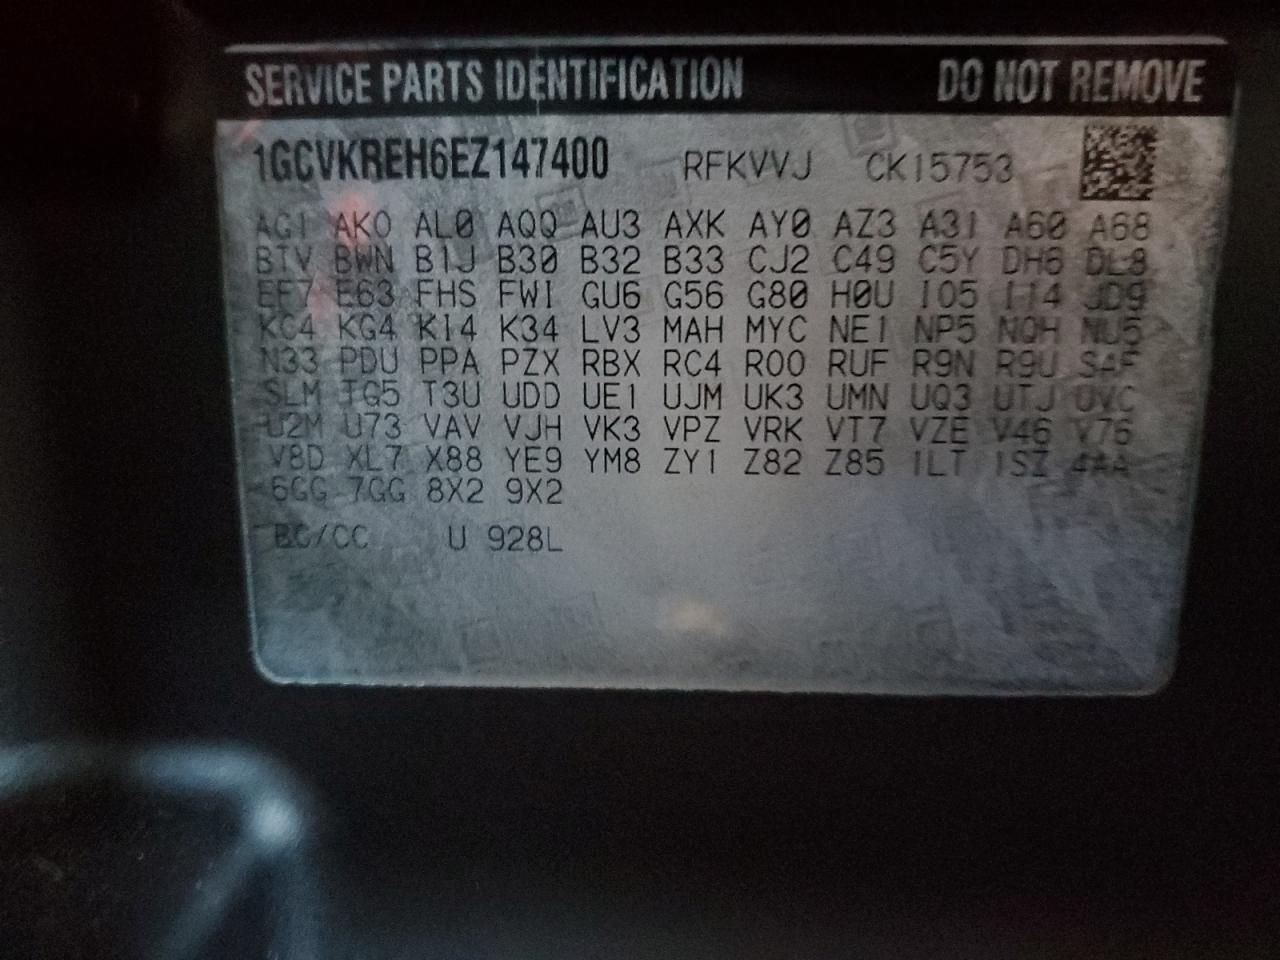 SERVICE PARTS IDENTIFICATION DO NOT REMOVE
1GCVKREH6EZ147400 RFKVVJ CK15753
AG1 AKO AL0 AQQ AU3 AXK AY0 AZ3 A31 A60 A68
BTV BWN B1J B30 B32 B33 CJ2 C49 C5Y DH6 DL8
EF7 E63 FHS FWI GU6 G56 G80 H0U I05 I14 JD9
KC4 KG4 K14 K34 LV3 MAH MYC NE1 NP5 NQH NU5
N33 PDU PPA PZX RBX RC4 R00 RUF R9N R9U SAF
SLM TG5 T3U UDD UE1 UJM UK3 UMN UQ3 UTJ UVC
U2M U73 VAV VJH VK3 VPZ VRK VT7 VZE V46 V76
V8D XL7 X88 YE9 YM8 ZY1 Z82 Z85 1LT 1SZ 4AA
6GG 7GG 8X2 9X2
BC/CC U 928L